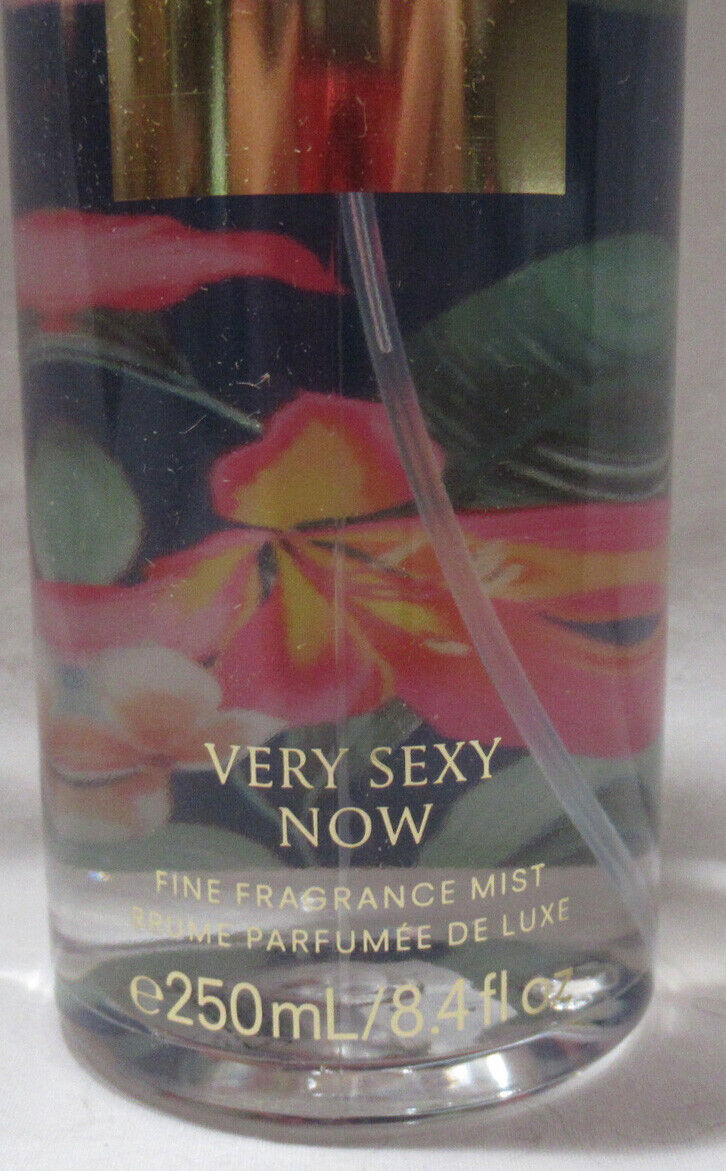 VERY SEXY
NOW
FINE FRAGRANCE MIST
BRUME PARFUMÉE DE LUXE
℮250mL/8.4fl oz